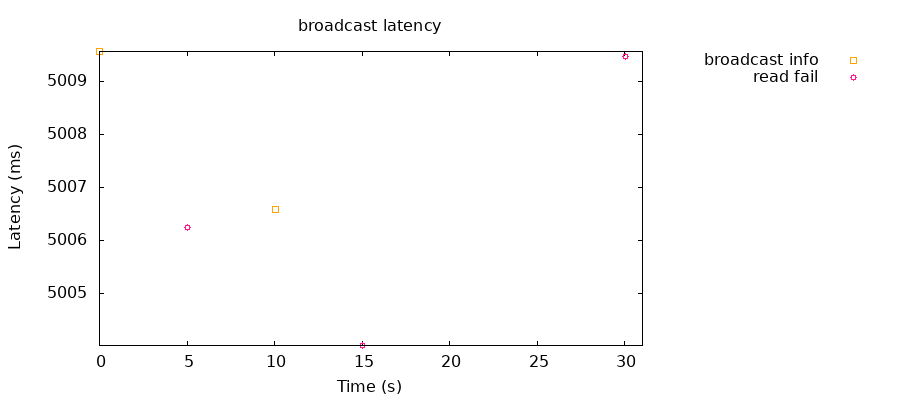 broadcast latency
broadcast info
read fail
5009
5008
5007
5006
5005
Latency (ms)
0 5 10 15 20 25 30
Time (s)